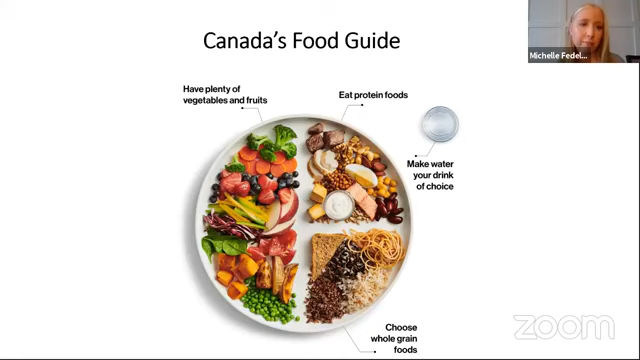 Canada's Food Guide
Michelle Fedel...
Have plenty of
vegetables and fruits
Eat protein foods
Make water
your drink
of choice
Choose
whole grain
foods
zoom